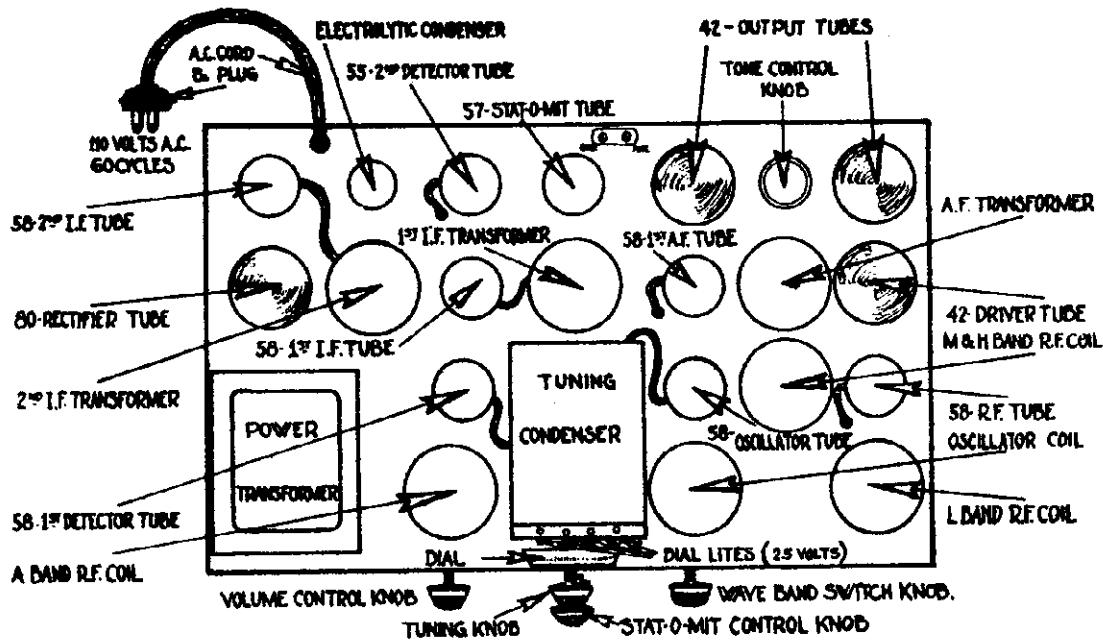 ELECTROLYTIC CONDENSER
42-OUTPUT TUBES
A.C. CORD
& PLUG
55-2ND DETECTOR TUBE
TONE CONTROL
KNOB
57-STAT-O-MIT TUBE
110 VOLTS A.C.
60CYCLES
58-2ND I.F. TUBE
A.F. TRANSFORMER
1ST I.F. TRANSFORMER
58-1ST A.F. TUBE
80-RECTIFIER TUBE
42-DRIVER TUBE
58-1ST I.F. TUBE
M & H BAND R.F. COIL
2ND I.F. TRANSFORMER
TUNING
CONDENSER
POWER
TRANSFORMER
58-OSCILLATOR TUBE
58-R.F. TUBE
OSCILLATOR COIL
58-1ST DETECTOR TUBE
L BAND R.F. COIL
A BAND R.F. COIL
DIAL
DIAL LITES (2.5 VOLTS)
VOLUME CONTROL KNOB
WAVE BAND SWITCH KNOB.
TUNING KNOB
STAT-O-MIT CONTROL KNOB